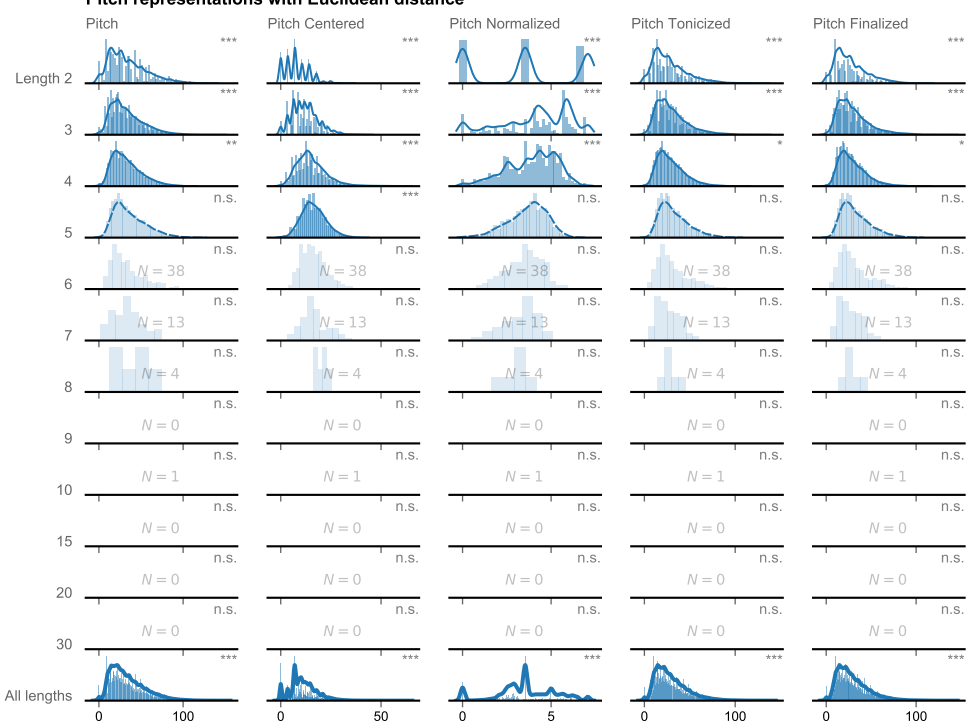 Pitch representations with Euclidean distance
Pitch Pitch Centered Pitch Normalized Pitch Tonicized Pitch Finalized
Length 2 *** *** *** *** ***
3 *** *** *** *** ***
4 ** *** *** * *
5 n.s. *** n.s. n.s. n.s.
n.s. n.s. n.s. n.s. n.s.
6 N = 38 N = 38 N = 38 N = 38 N = 38
n.s. n.s. n.s. n.s. n.s.
7 N = 13 N = 13 N = 13 N = 13 N = 13
n.s. n.s. n.s. n.s. n.s.
8 N = 4 N = 4 N = 4 N = 4 N = 4
n.s. n.s. n.s. n.s. n.s.
9 N = 0 N = 0 N = 0 N = 0 N = 0
n.s. n.s. n.s. n.s. n.s.
10 N = 1 N = 1 N = 1 N = 1 N = 1
n.s. n.s. n.s. n.s. n.s.
15 N = 0 N = 0 N = 0 N = 0 N = 0
n.s. n.s. n.s. n.s. n.s.
20 N = 0 N = 0 N = 0 N = 0 N = 0
n.s. n.s. n.s. n.s. n.s.
30 N = 0 N = 0 N = 0 N = 0 N = 0
All lengths *** *** *** *** ***
0 100 0 50 0 5 0 100 0 100